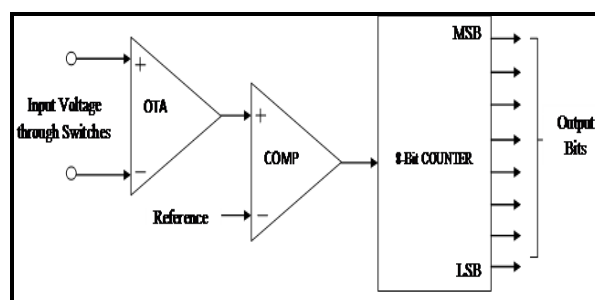 MSB
+
OTA
Input Voltage
through Switches
+
Output
Bits
COMP
8-Bit COUNTER
−
Reference
−
LSB